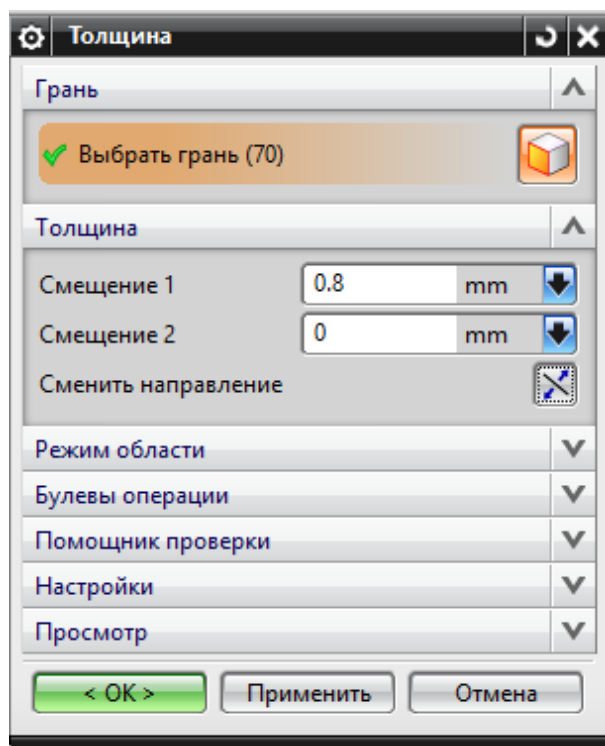 Толщина
Грань
Выбрать грань (70)
Толщина
Смещение 1 0.8 mm
Смещение 2 0 mm
Сменить направление
Режим области
Булевы операции
Помощник проверки
Настройки
Просмотр
< OK > Применить Отмена